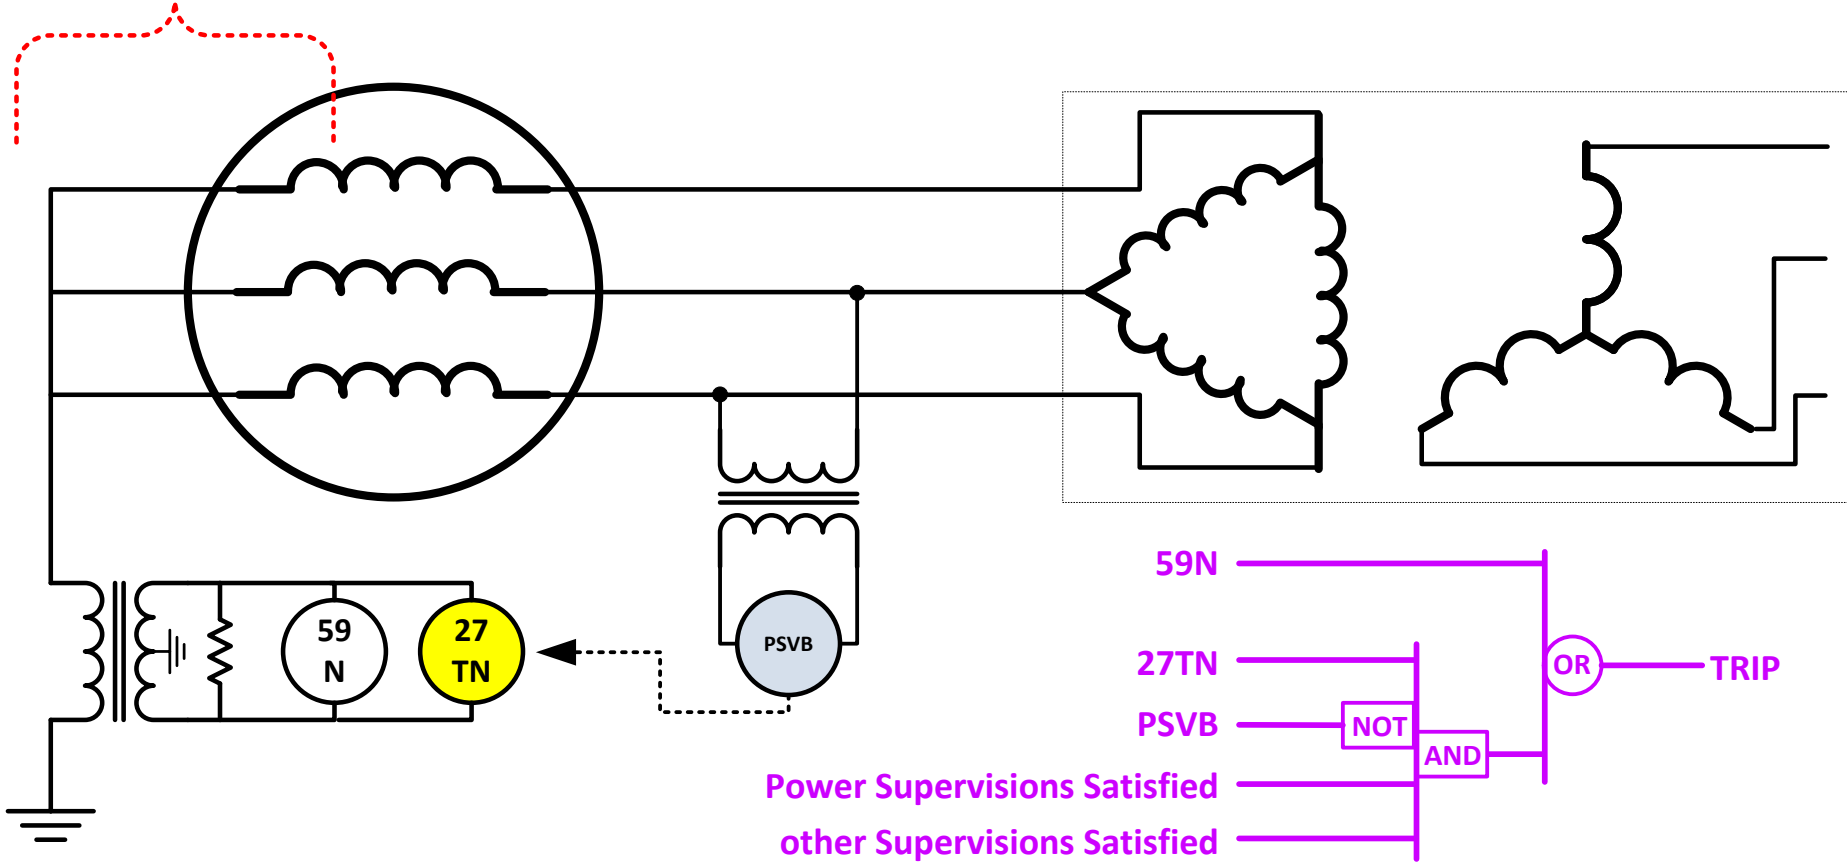 59
N
27
TN
PSVB
59N
27TN
PSVB
NOT
AND
OR
TRIP
Power Supervisions Satisfied
other Supervisions Satisfied